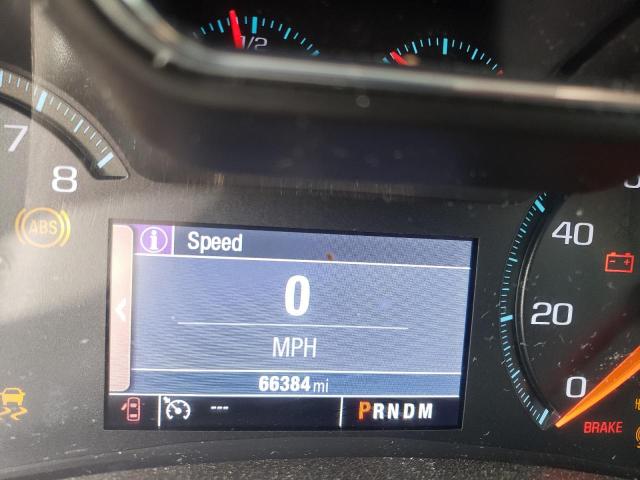 1/2
7
8
ABS
Speed
0
MPH
66384 mi
---
PRNDM
40
20
0
BRAKE